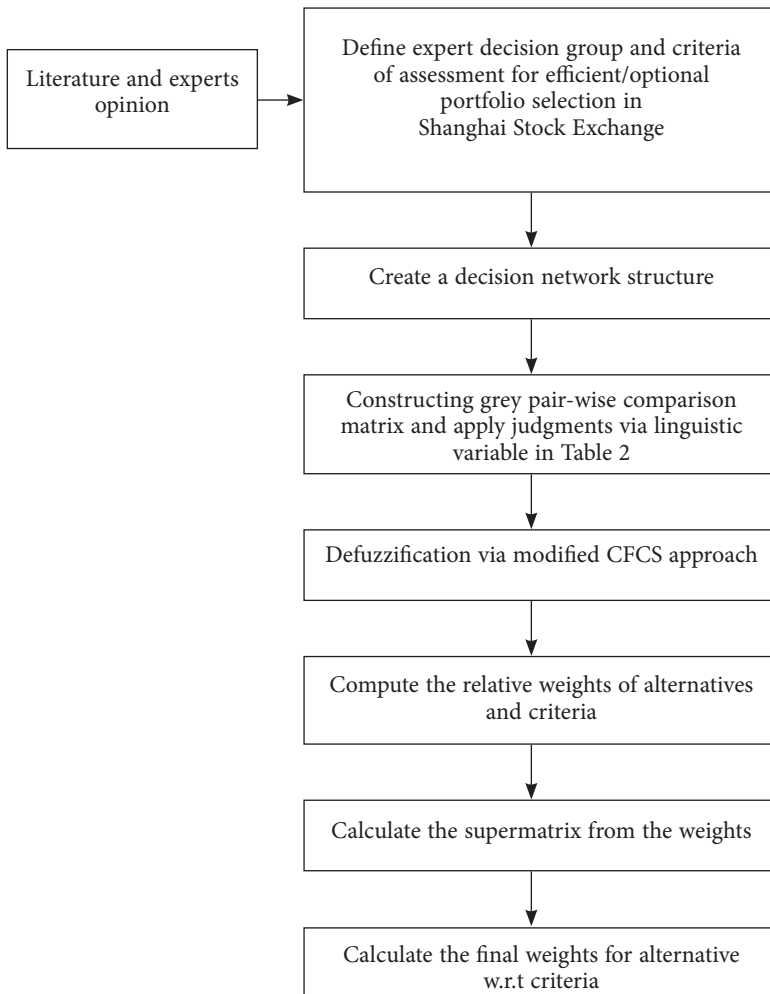 Literature and experts
opinion
Define expert decision group and criteria
of assessment for efficient/optional
portfolio selection in
Shanghai Stock Exchange
Create a decision network structure
Constructing grey pair-wise comparison
matrix and apply judgments via linguistic
variable in Table 2
Defuzzification via modified CFCS approach
Compute the relative weights of alternatives
and criteria
Calculate the supermatrix from the weights
Calculate the final weights for alternative
w.r.t criteria